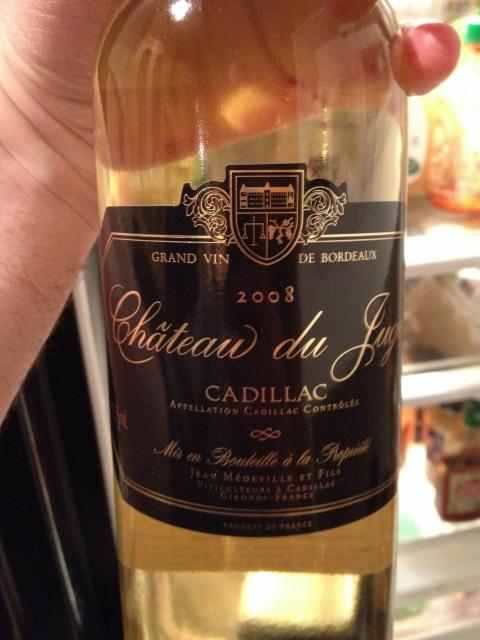 GRAND VIN DE BORDEAUX
2008
Château du Jug
CADILLAC
APPELLATION CADILLAC CONTRÔLÉE
Mis en Bouteille à la Propriété
JEAN MÉDEVILLE ET FILS
VITICULTEURS À CADILLAC
GIRONDE-FRANCE
PRODUIT DE FRANCE